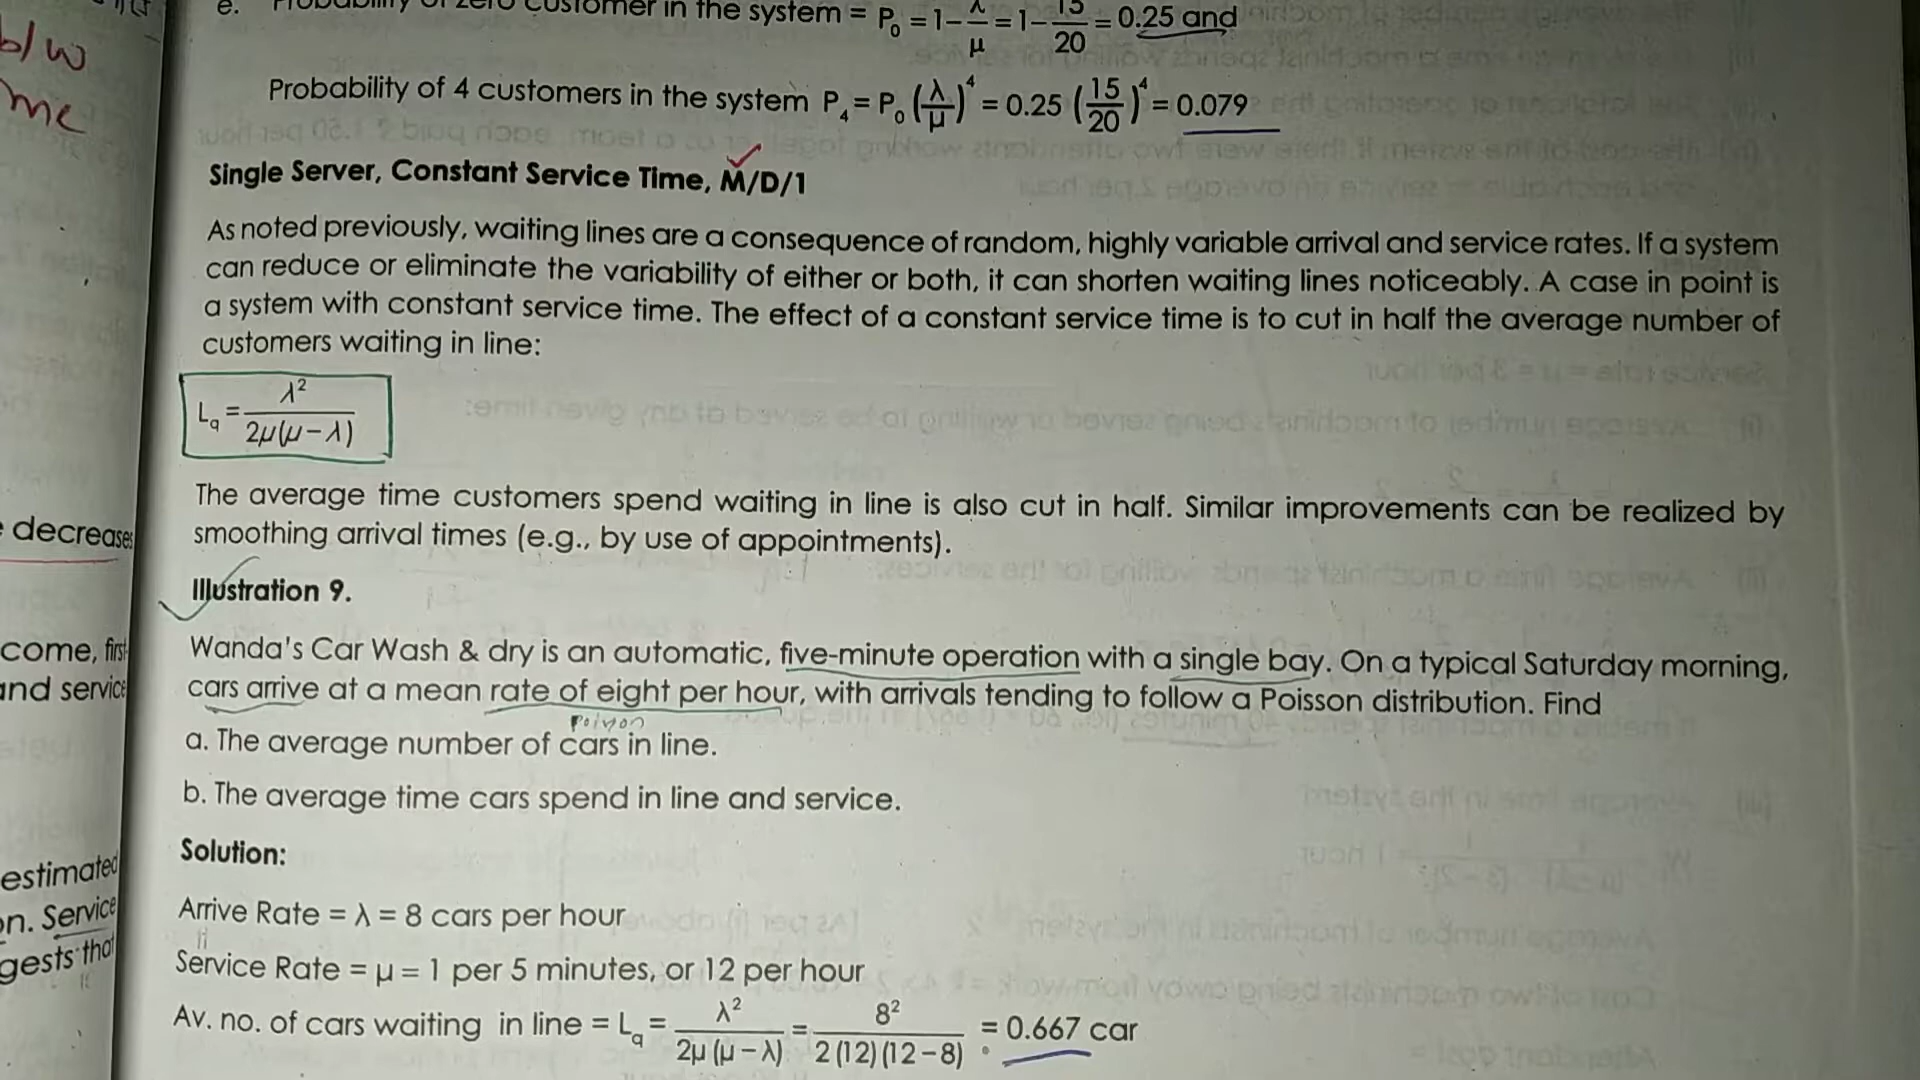 b/w
me
decreases
come, first
and service
estimated
on. Service
gests that
e. Probability of zero customer in the system = P₀ = 1 - λ/μ = 1 - 15/20 = 0.25 and
Probability of 4 customers in the system P₄ = P₀ (λ/μ)⁴ = 0.25 (15/20)⁴ = 0.079
Single Server, Constant Service Time, M/D/1
As noted previously, waiting lines are a consequence of random, highly variable arrival and service rates. If a system
can reduce or eliminate the variability of either or both, it can shorten waiting lines noticeably. A case in point is
a system with constant service time. The effect of a constant service time is to cut in half the average number of
customers waiting in line:
Lq = λ² / 2μ(μ-λ)
The average time customers spend waiting in line is also cut in half. Similar improvements can be realized by
smoothing arrival times (e.g., by use of appointments).
Illustration 9.
Wanda's Car Wash & dry is an automatic, five-minute operation with a single bay. On a typical Saturday morning,
cars arrive at a mean rate of eight per hour, with arrivals tending to follow a Poisson distribution. Find
a. The average number of cars in line.
b. The average time cars spend in line and service.
Solution:
Arrive Rate = λ = 8 cars per hour
Service Rate = μ = 1 per 5 minutes, or 12 per hour
Av. no. of cars waiting in line = Lq = λ² / 2μ (μ-λ) = 8² / 2 (12) (12-8) = 0.667 car